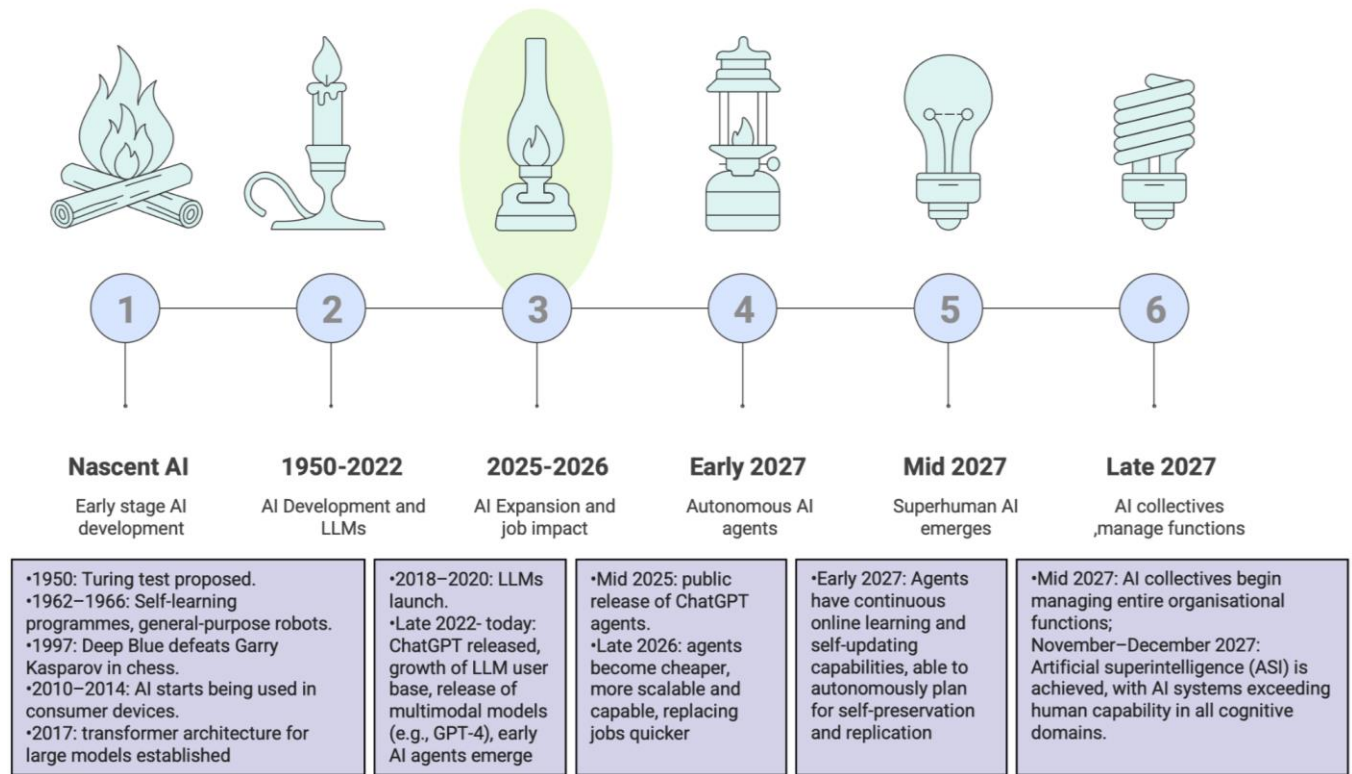 1
2
3
4
5
6
Nascent AI
Early stage AI
development
1950-2022
AI Development and
LLMs
2025-2026
AI Expansion and
job impact
Early 2027
Autonomous AI
agents
Mid 2027
Superhuman AI
emerges
Late 2027
AI collectives
,manage functions
•1950: Turing test proposed.
•1962–1966: Self-learning
programmes, general-purpose robots.
•1997: Deep Blue defeats Garry
Kasparov in chess.
•2010–2014: AI starts being used in
consumer devices.
•2017: transformer architecture for
large models established
•2018–2020: LLMs
launch.
•Late 2022- today:
ChatGPT released,
growth of LLM user
base, release of
multimodal models
(e.g., GPT-4), early
AI agents emerge
•Mid 2025: public
release of ChatGPT
agents.
•Late 2026: agents
become cheaper,
more scalable and
capable, replacing
jobs quicker
•Early 2027: Agents
have continuous
online learning and
self-updating
capabilities, able to
autonomously plan
for self-preservation
and replication
•Mid 2027: AI collectives begin
managing entire organisational
functions;
November–December 2027:
Artificial superintelligence (ASI) is
achieved, with AI systems exceeding
human capability in all cognitive
domains.